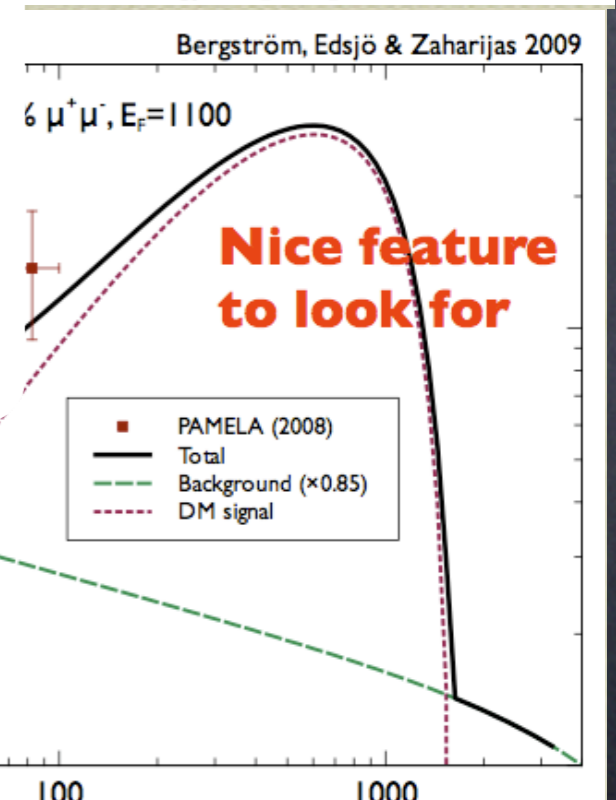 Bergström, Edsjö & Zaharijas 2009
% μ⁺μ⁻, E_F=1100
Nice feature
to look for
PAMELA (2008)
Total
Background (×0.85)
DM signal
100 1000